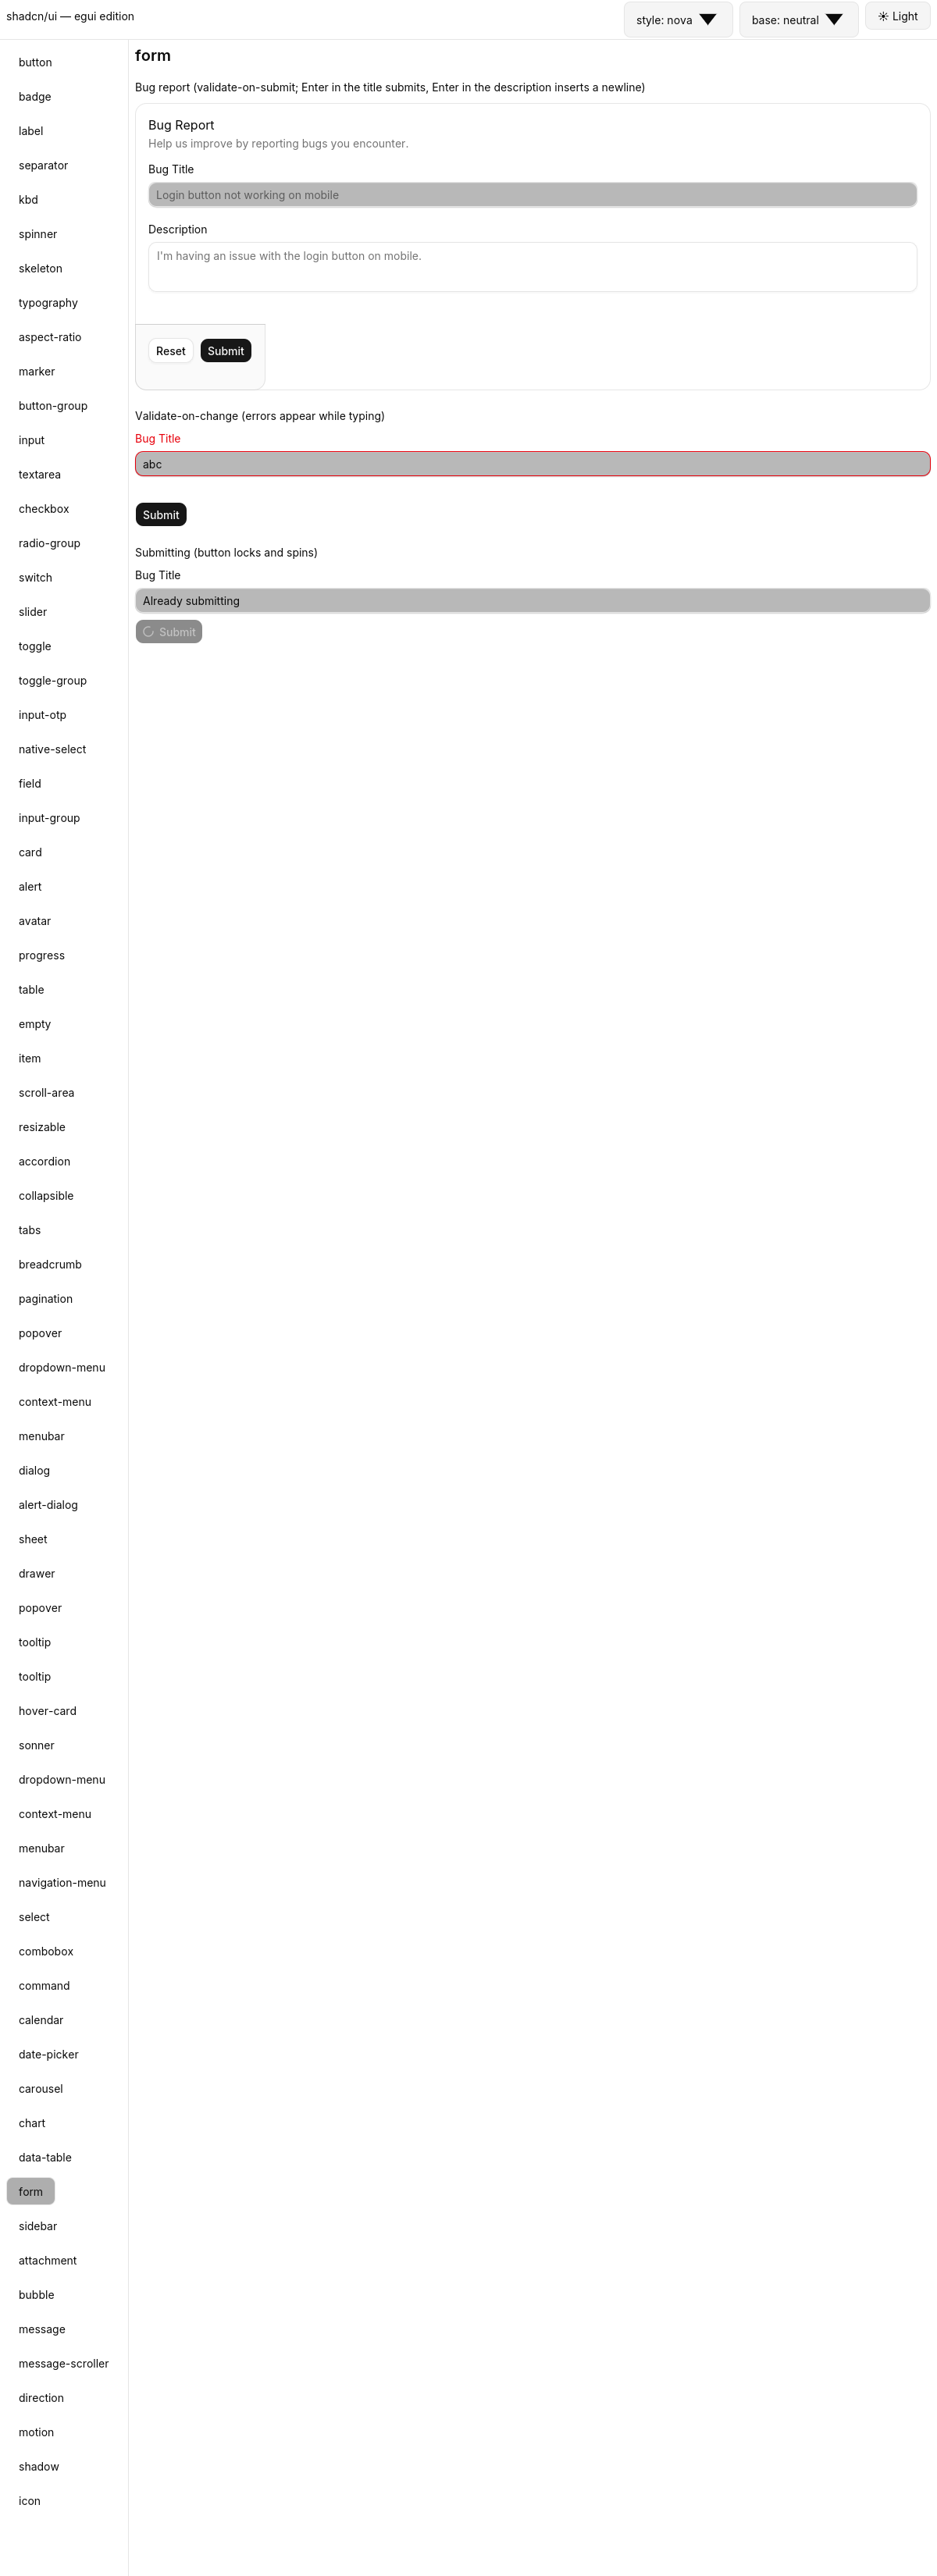 shadcn/ui — egui edition
style: nova
base: neutral
☀ Light
button
badge
label
separator
kbd
spinner
skeleton
typography
aspect-ratio
marker
button-group
input
textarea
checkbox
radio-group
switch
slider
toggle
toggle-group
input-otp
native-select
field
input-group
card
alert
avatar
progress
table
empty
item
scroll-area
resizable
accordion
collapsible
tabs
breadcrumb
pagination
popover
dropdown-menu
context-menu
menubar
dialog
alert-dialog
sheet
drawer
popover
tooltip
tooltip
hover-card
sonner
dropdown-menu
context-menu
menubar
navigation-menu
select
combobox
command
calendar
date-picker
carousel
chart
data-table
form
sidebar
attachment
bubble
message
message-scroller
direction
motion
shadow
icon
form
Bug report (validate-on-submit; Enter in the title submits, Enter in the description inserts a newline)
Bug Report
Help us improve by reporting bugs you encounter.
Bug Title
Login button not working on mobile
Description
I'm having an issue with the login button on mobile.
Reset
Submit
Validate-on-change (errors appear while typing)
Bug Title
abc
Submit
Submitting (button locks and spins)
Bug Title
Already submitting
Submit